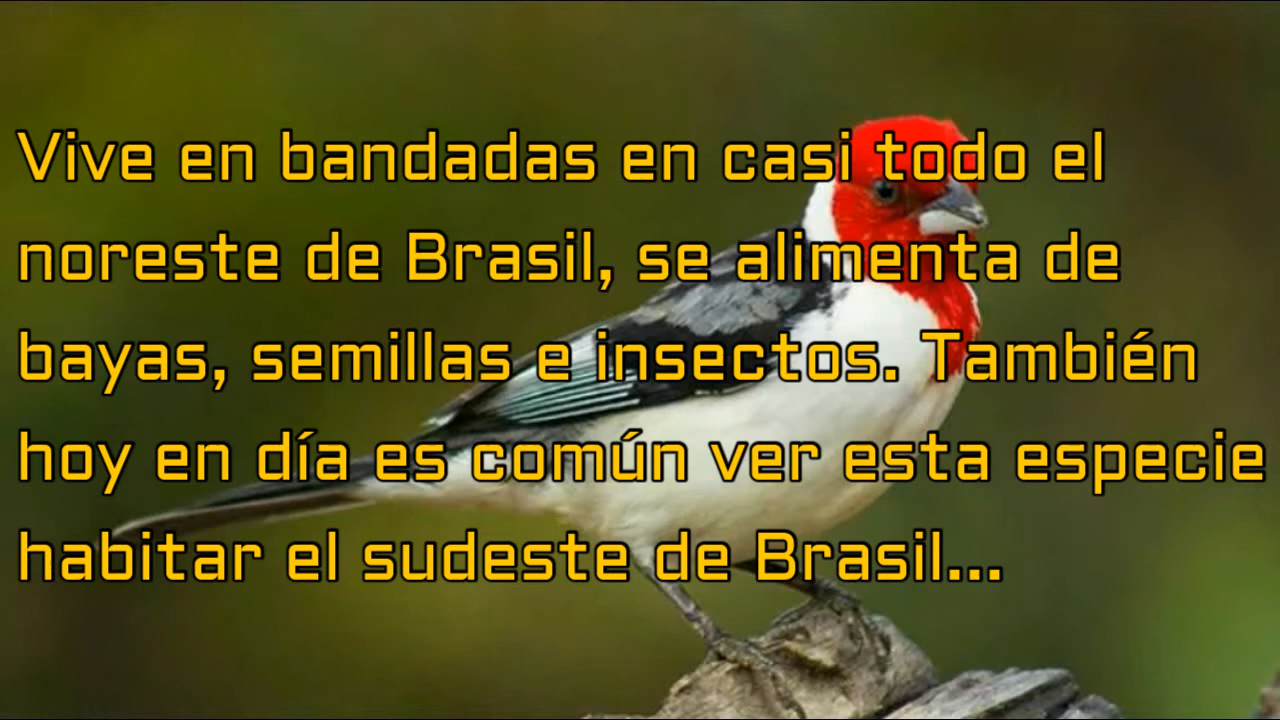 Vive en bandadas en casi todo el
noreste de Brasil, se alimenta de
bayas, semillas e insectos. También
hoy en día es común ver esta especie
habitar el sudeste de Brasil...